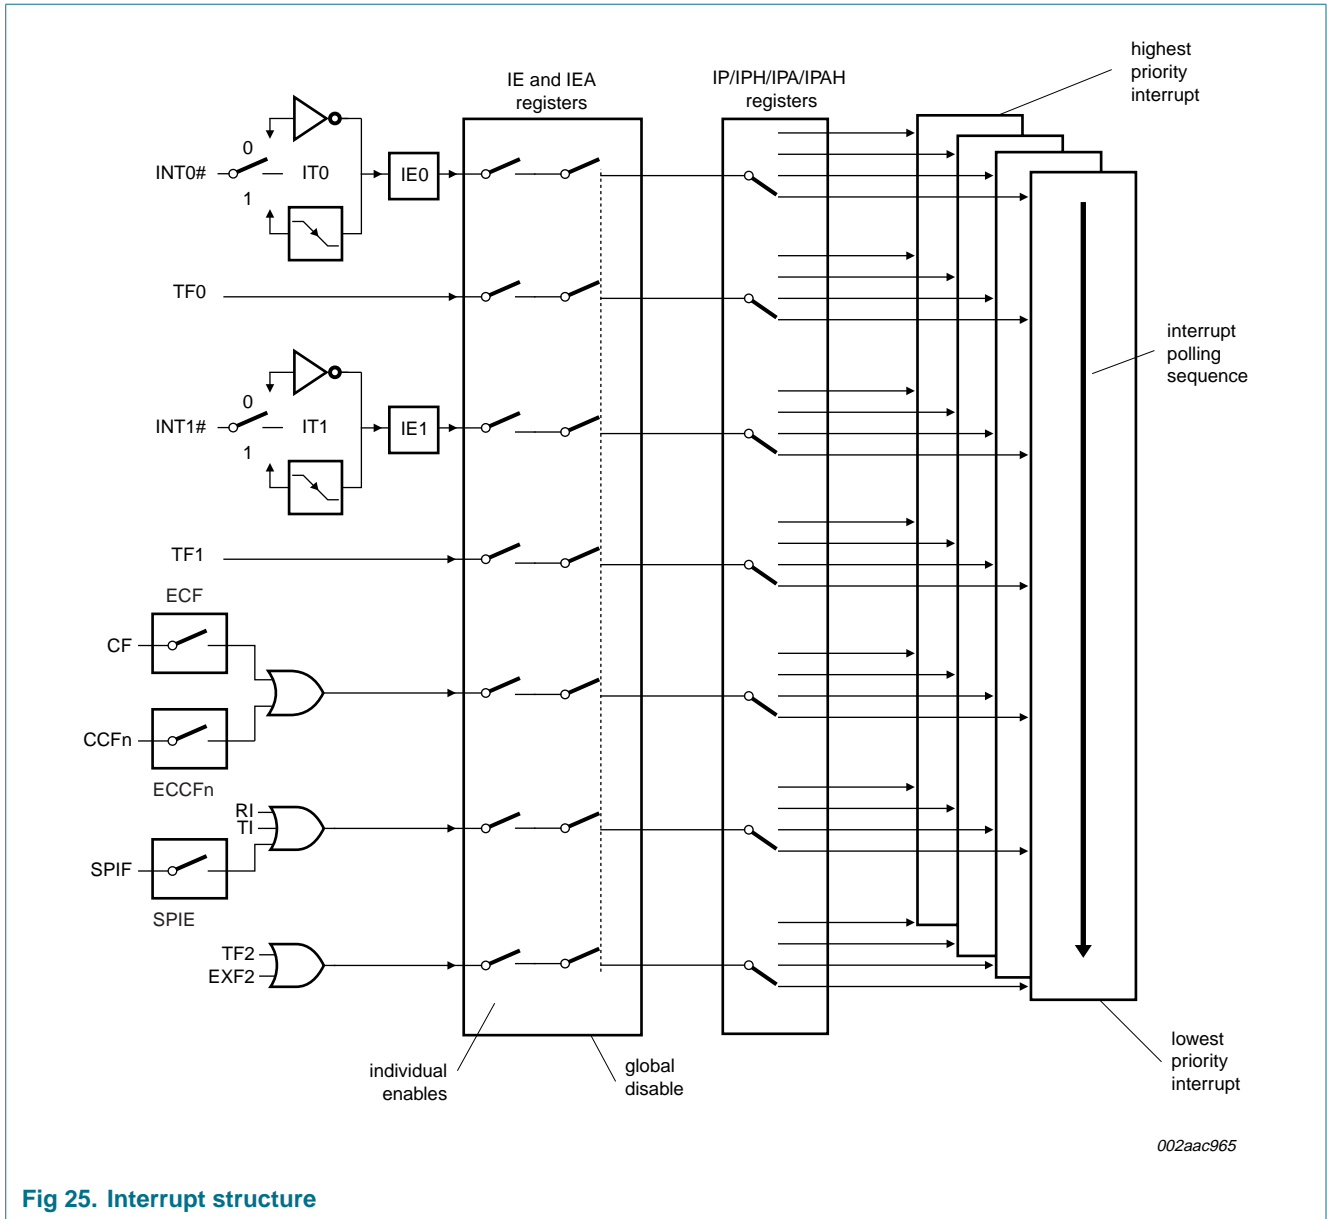 highest
priority
interrupt
IE and IEA
registers
IP/IPH/IPA/IPAH
registers
0
INT0#
IT0
IE0
1
TF0
interrupt
polling
sequence
0
INT1#
IT1
IE1
1
TF1
ECF
CF
CCFn
ECCFn
RI
TI
SPIF
SPIE
TF2
EXF2
individual
enables
global
disable
lowest
priority
interrupt
002aac965
Fig 25. Interrupt structure